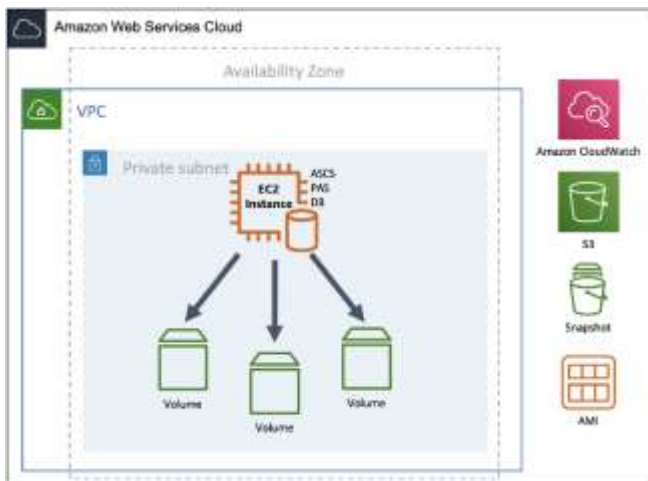 Amazon Web Services Cloud
Availability Zone
VPC
Private subnet
EC2
Instance
ASCS
PAS
DB
Volume
Volume
Volume
Amazon CloudWatch
S3
Snapshot
AMI